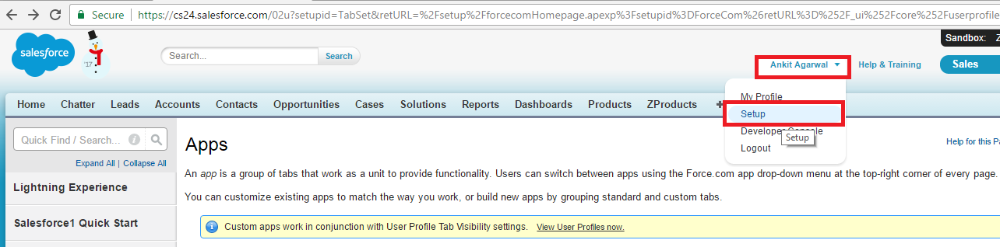 Secure https://cs24.salesforce.com/02u?setupid=TabSet&retURL=%2Fsetup%2FforcecomHomepage.apexp%3Fsetupid%3DForceCom%26retURL%3D%252F_ui%252Fcore%252Fuserprofile
Sandbox:
salesforce
'17
Search...
Search
Ankit Agarwal
Help & Training
Sales
My Profile
Setup
Developer Console
Setup
Logout
Home Chatter Leads Accounts Contacts Opportunities Cases Solutions Reports Dashboards Products ZProducts +
Quick Find / Search...
Expand All | Collapse All
Lightning Experience
Salesforce1 Quick Start
Apps
Help for this Pa
An app is a group of tabs that work as a unit to provide functionality. Users can switch between apps using the Force.com app drop-down menu at the top-right corner of every page.
You can customize existing apps to match the way you work, or build new apps by grouping standard and custom tabs.
Custom apps work in conjunction with User Profile Tab Visibility settings. View User Profiles now.